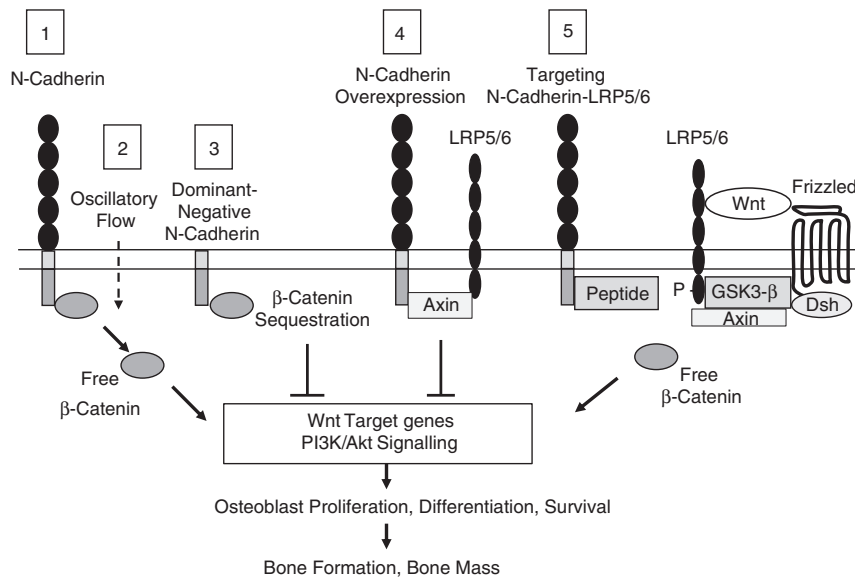 1
N-Cadherin
2
Oscillatory
Flow
3
Dominant-
Negative
N-Cadherin
4
N-Cadherin
Overexpression
LRP5/6
5
Targeting
N-Cadherin-LRP5/6
LRP5/6
Wnt
Frizzled
β-Catenin
Sequestration
Axin
Peptide
P
GSK3-β
Axin
Dsh
Free
β-Catenin
Free
β-Catenin
Wnt Target genes
PI3K/Akt Signalling
Osteoblast Proliferation, Differentiation, Survival
Bone Formation, Bone Mass